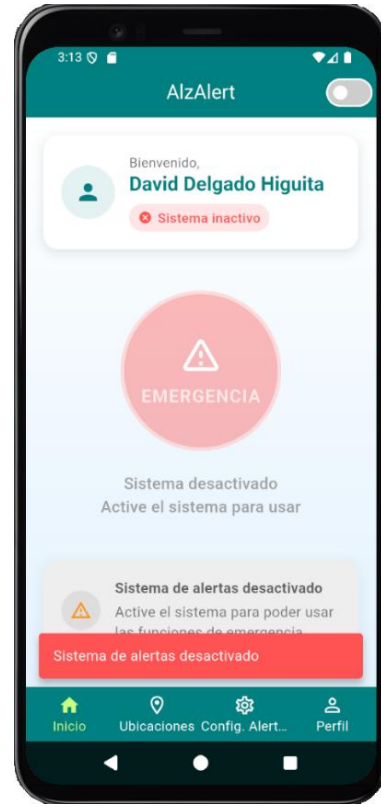 3:13
AlzAlert
Bienvenido,
David Delgado Higuita
Sistema inactivo
EMERGENCIA
Sistema desactivado
Active el sistema para usar
Sistema de alertas desactivado
Active el sistema para poder usar
las funciones de emergencia
Sistema de alertas desactivado
Inicio Ubicaciones Config. Alert... Perfil